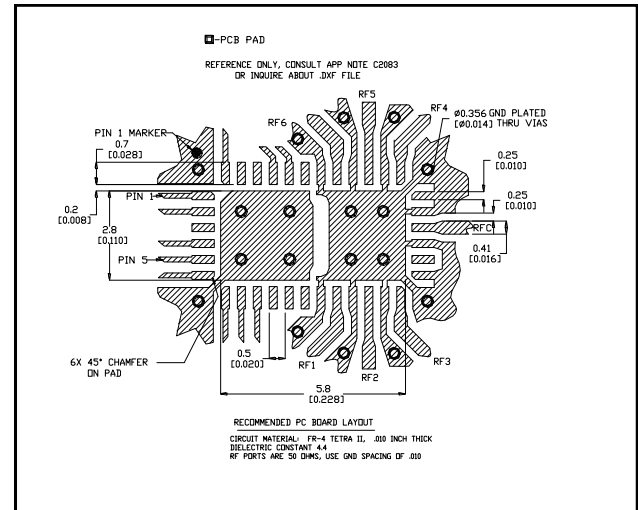 -PCB PAD
REFERENCE ONLY, CONSULT APP NOTE C2083
OR INQUIRE ABOUT .DXF FILE
RF5
RF4
RF6
Ø0.356 GND PLATED
[Ø0.014] THRU VIAS
PIN 1 MARKER
0.7
[0.028]
0.25
[0.010]
PIN 1
0.2
[0.008]
0.25
[0.010]
2.8
[0.110]
RFC
0.41
[0.016]
PIN 5
6X 45° CHAMFER
ON PAD
0.5
[0.020]
RF1
RF2
RF3
5.8
[0.228]
RECOMMENDED PC BOARD LAYOUT
CIRCUIT MATERIAL: FR-4 TETRA II, .010 INCH THICK
DIELECTRIC CONSTANT 4.4
RF PORTS ARE 50 OHMS, USE GND SPACING OF .010